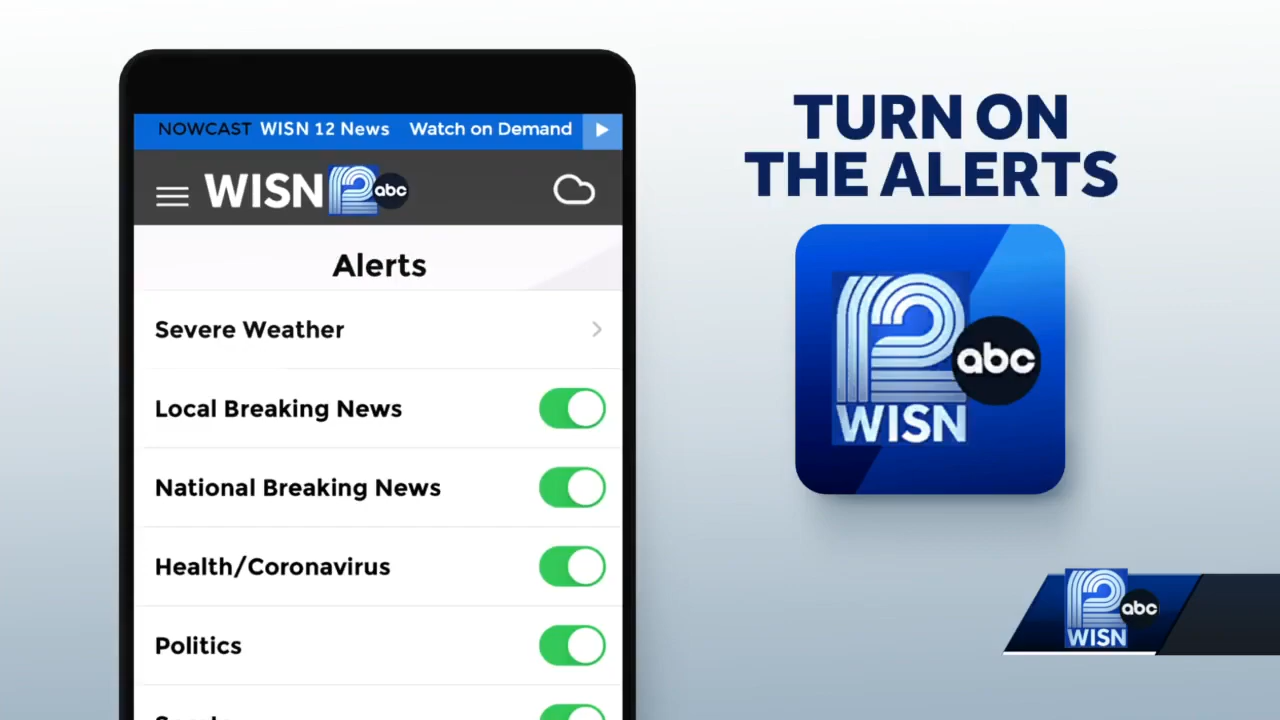 NOWCAST WISN 12 News Watch on Demand
WISN 12 abc
Alerts
Severe Weather
Local Breaking News
National Breaking News
Health/Coronavirus
Politics
TURN ON
THE ALERTS
12
abc
WISN
12
abc
WISN